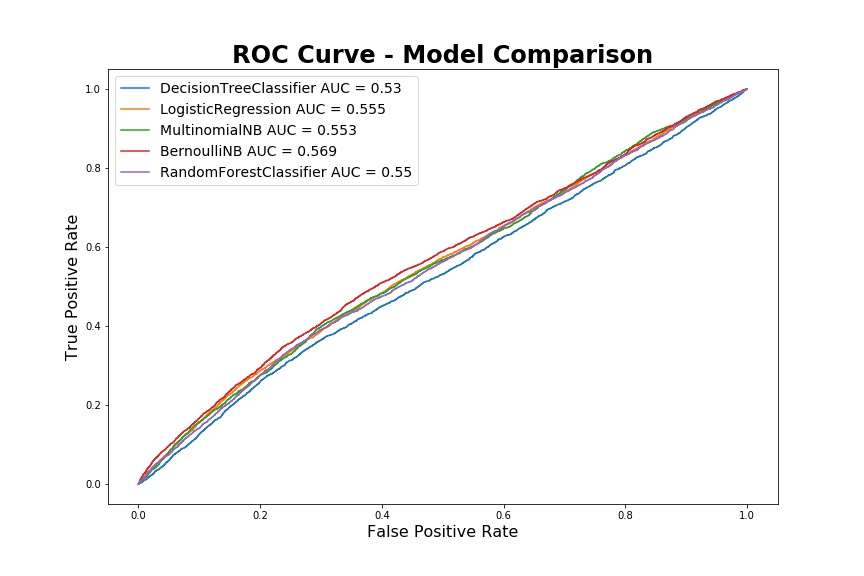 ROC Curve - Model Comparison
DecisionTreeClassifier AUC = 0.53
LogisticRegression AUC = 0.555
MultinomialNB AUC = 0.553
BernoulliNB AUC = 0.569
RandomForestClassifier AUC = 0.55
True Positive Rate
1.0
0.8
0.6
0.4
0.2
0.0
0.0 0.2 0.4 0.6 0.8 1.0
False Positive Rate